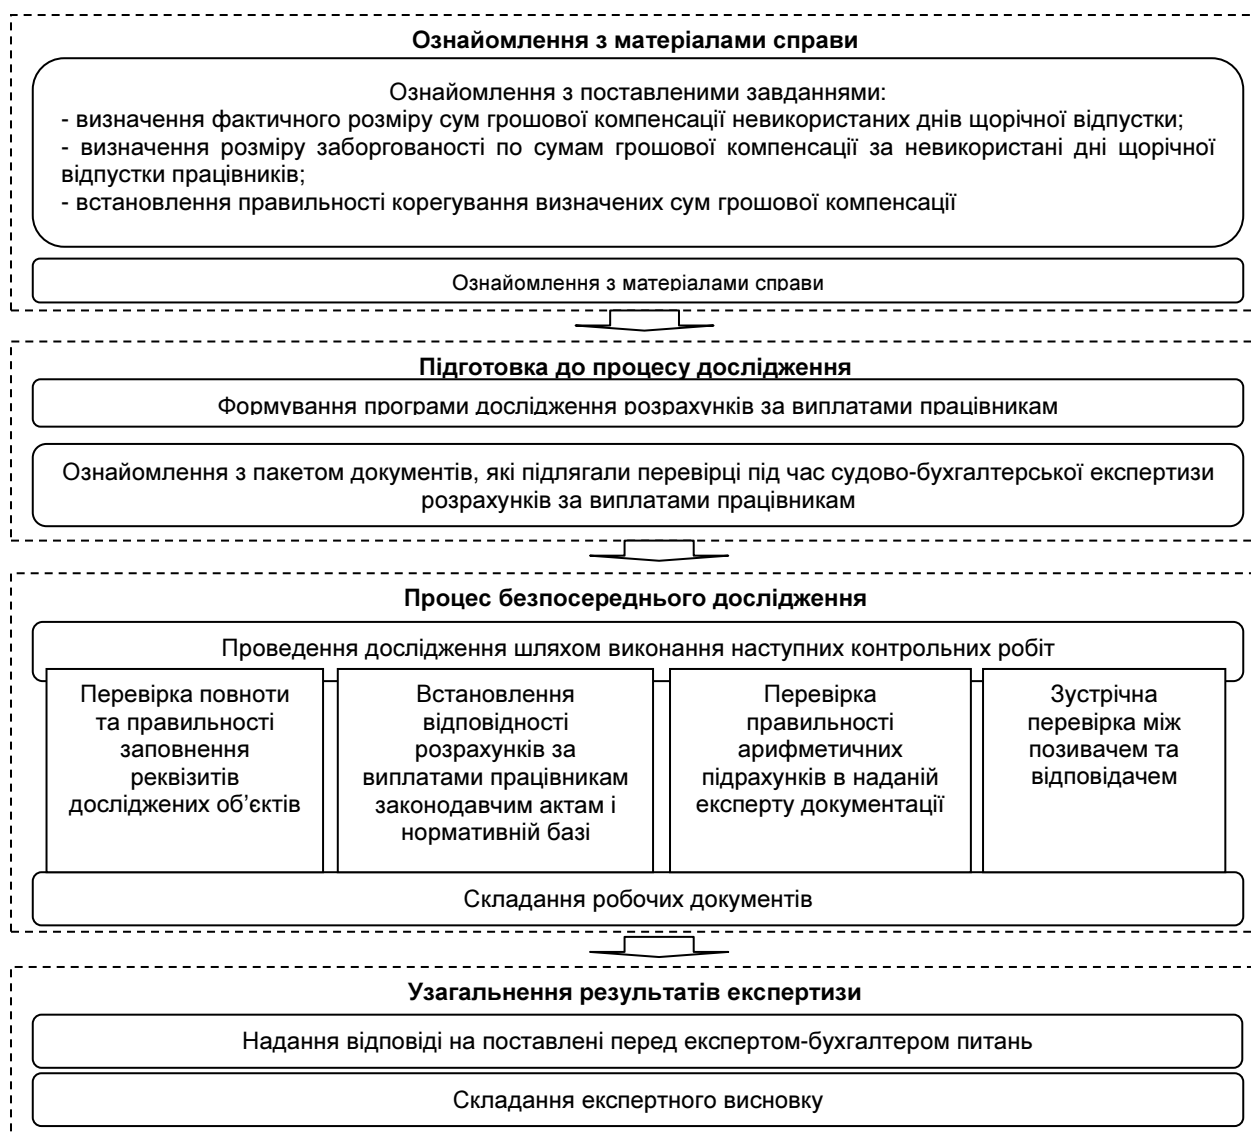 Ознайомлення з матеріалами справи
Ознайомлення з поставленими завданнями:
- визначення фактичного розміру сум грошової компенсації невикористаних днів щорічної відпустки;
- визначення розміру заборгованості по сумам грошової компенсації за невикористані дні щорічної
відпустки працівників;
- встановлення правильності корегування визначених сум грошової компенсації
Ознайомлення з матеріалами справи
Підготовка до процесу дослідження
Формування програми дослідження розрахунків за виплатами працівникам
Ознайомлення з пакетом документів, які підлягали перевірці під час судово-бухгалтерської експертизи
розрахунків за виплатами працівникам
Процес безпосереднього дослідження
Проведення дослідження шляхом виконання наступних контрольних робіт
Перевірка повноти
та правильності
заповнення
реквізитів
досліджених об’єктів
Встановлення
відповідності
розрахунків за
виплатами працівникам
законодавчим актам і
нормативній базі
Перевірка
правильності
арифметичних
підрахунків в наданій
експерту документації
Зустрічна
перевірка між
позивачем та
відповідачем
Складання робочих документів
Узагальнення результатів експертизи
Надання відповіді на поставлені перед експертом-бухгалтером питань
Складання експертного висновку